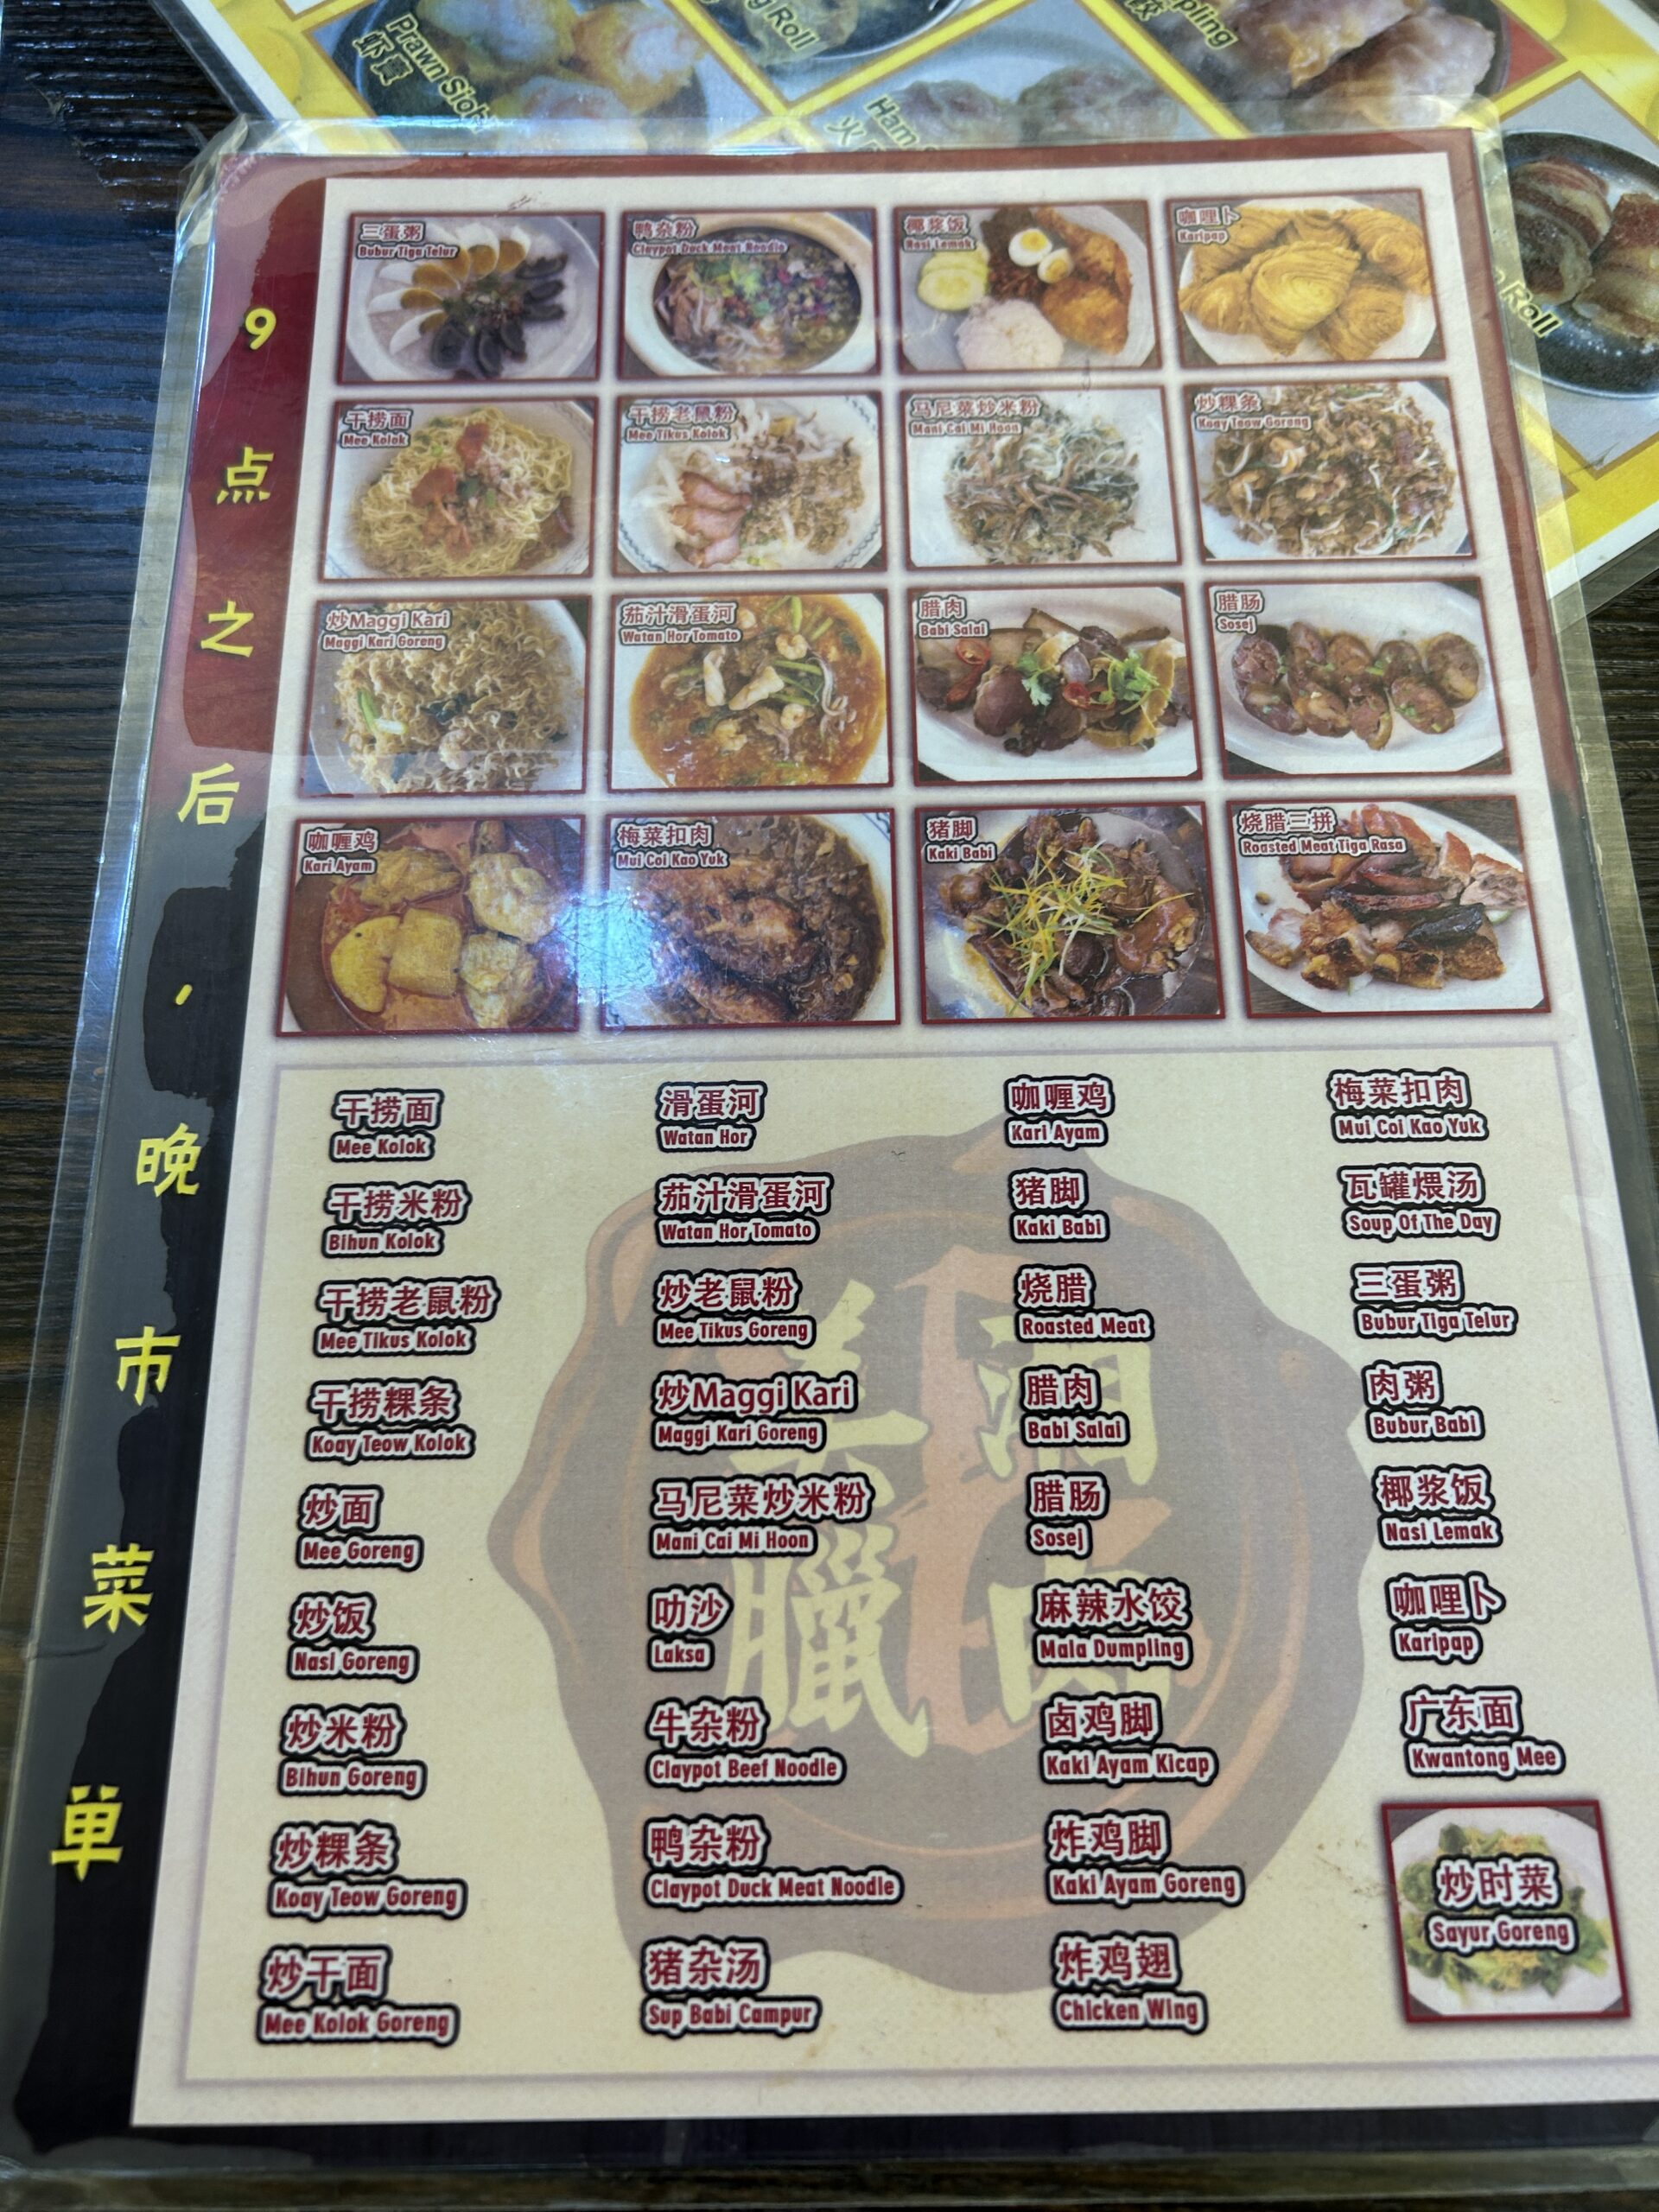 Prawn Sio
虾賣
g Roll
pling
饺
Ham
火
Roll
9点之后，晚市菜单
三蛋粥
Bubur Tiga Telur
鸭杂粉
Claypot Duck Meat Noodle
椰浆饭
Nasi Lemak
咖哩卜
Karipap
干捞面
Mee Kolok
干捞老鼠粉
Mee Tikus Kolok
马尼菜炒米粉
Mani Cai Mi Hoon
炒粿条
Koay Teow Goreng
炒Maggi Kari
Maggi Kari Goreng
茄汁滑蛋河
Watan Hor Tomato
腊肉
Babi Salai
腊肠
Sosej
咖喱鸡
Kari Ayam
梅菜扣肉
Mui Coi Kao Yuk
猪脚
Kaki Babi
烧腊三拼
Roasted Meat Tiga Rasa
干捞面
Mee Kolok
干捞米粉
Bihun Kolok
干捞老鼠粉
Mee Tikus Kolok
干捞粿条
Koay Teow Kolok
炒面
Mee Goreng
炒饭
Nasi Goreng
炒米粉
Bihun Goreng
炒粿条
Koay Teow Goreng
炒干面
Mee Kolok Goreng
滑蛋河
Watan Hor
茄汁滑蛋河
Watan Hor Tomato
炒老鼠粉
Mee Tikus Goreng
炒Maggi Kari
Maggi Kari Goreng
马尼菜炒米粉
Mani Cai Mi Hoon
叻沙
Laksa
牛杂粉
Claypot Beef Noodle
鸭杂粉
Claypot Duck Meat Noodle
猪杂汤
Sup Babi Campur
咖喱鸡
Kari Ayam
猪脚
Kaki Babi
烧腊
Roasted Meat
腊肉
Babi Salai
腊肠
Sosej
麻辣水饺
Mala Dumpling
卤鸡脚
Kaki Ayam Kicap
炸鸡脚
Kaki Ayam Goreng
炸鸡翅
Chicken Wing
梅菜扣肉
Mui Coi Kao Yuk
瓦罐煨汤
Soup Of The Day
三蛋粥
Bubur Tiga Telur
肉粥
Bubur Babi
椰浆饭
Nasi Lemak
咖哩卜
Karipap
广东面
Kwantong Mee
炒时菜
Sayur Goreng